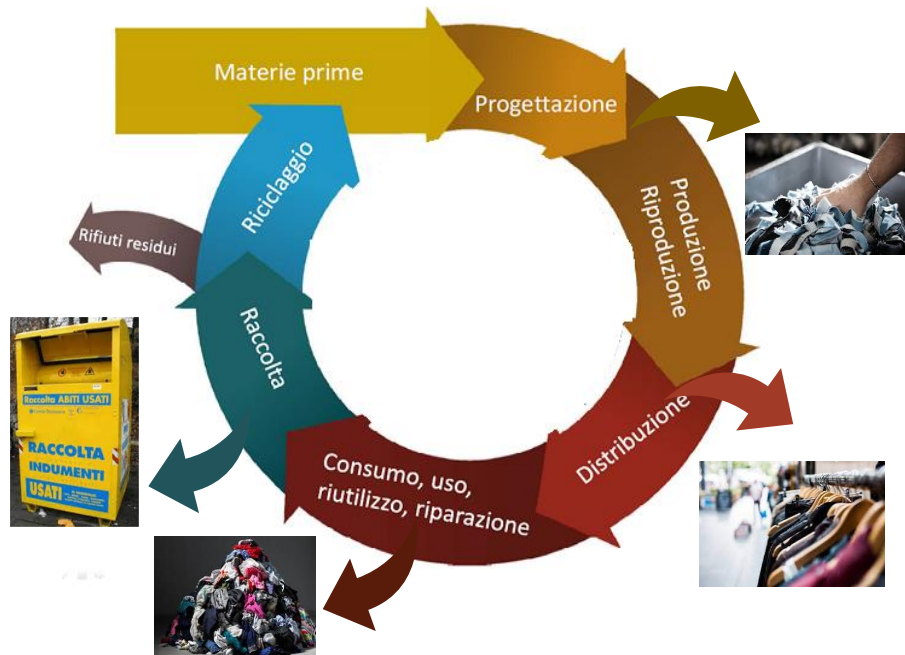 Materie prime
Progettazione
Produzione
Riproduzione
Distribuzione
Consumo, uso,
riutilizzo, riparazione
Raccolta
Riciclaggio
Rifiuti residui
Raccolta ABITI USATI
RACCOLTA
INDUMENTI
USATI